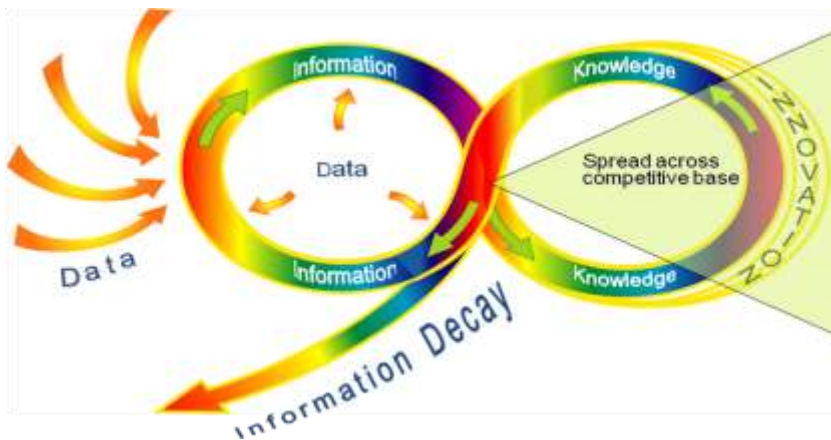 Information
Knowledge
INNOVATION
Data
Spread across
competitive base
Data
Information
Knowledge
Information Decay